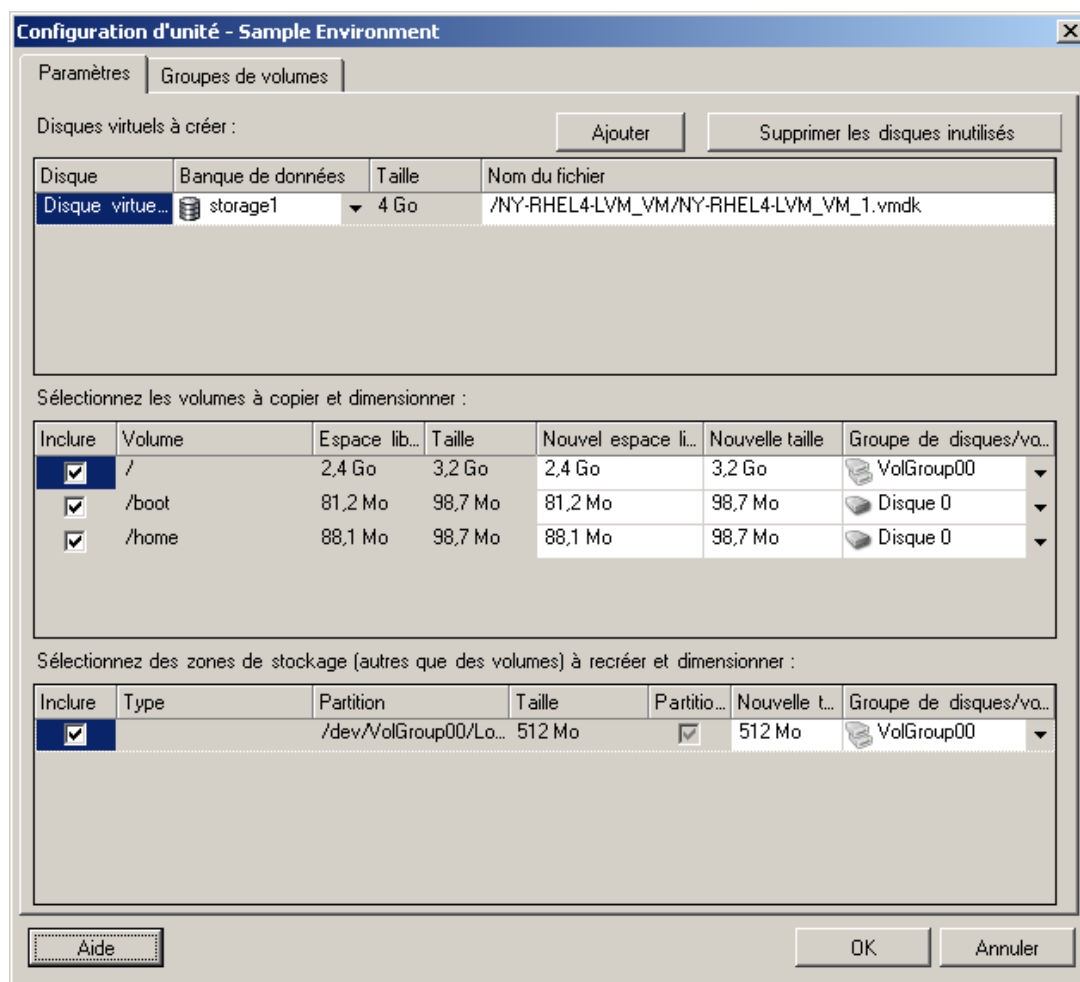 Configuration d'unité - Sample Environment
Paramètres Groupes de volumes
Disques virtuels à créer : Ajouter Supprimer les disques inutilisés
Disque Banque de données Taille Nom du fichier
Disque virtue... storage1 4 Go /NY-RHEL4-LVM_VM/NY-RHEL4-LVM_VM_1.vmdk
Sélectionnez les volumes à copier et dimensionner :
Inclure Volume Espace lib... Taille Nouvel espace li... Nouvelle taille Groupe de disques/vo...
/ 2,4 Go 3,2 Go 2,4 Go 3,2 Go VolGroup00
/boot 81,2 Mo 98,7 Mo 81,2 Mo 98,7 Mo Disque 0
/home 88,1 Mo 98,7 Mo 88,1 Mo 98,7 Mo Disque 0
Sélectionnez des zones de stockage (autres que des volumes) à recréer et dimensionner :
Inclure Type Partition Taille Partitio... Nouvelle t... Groupe de disques/vo...
/dev/VolGroup00/Lo... 512 Mo 512 Mo VolGroup00
Aide OK Annuler